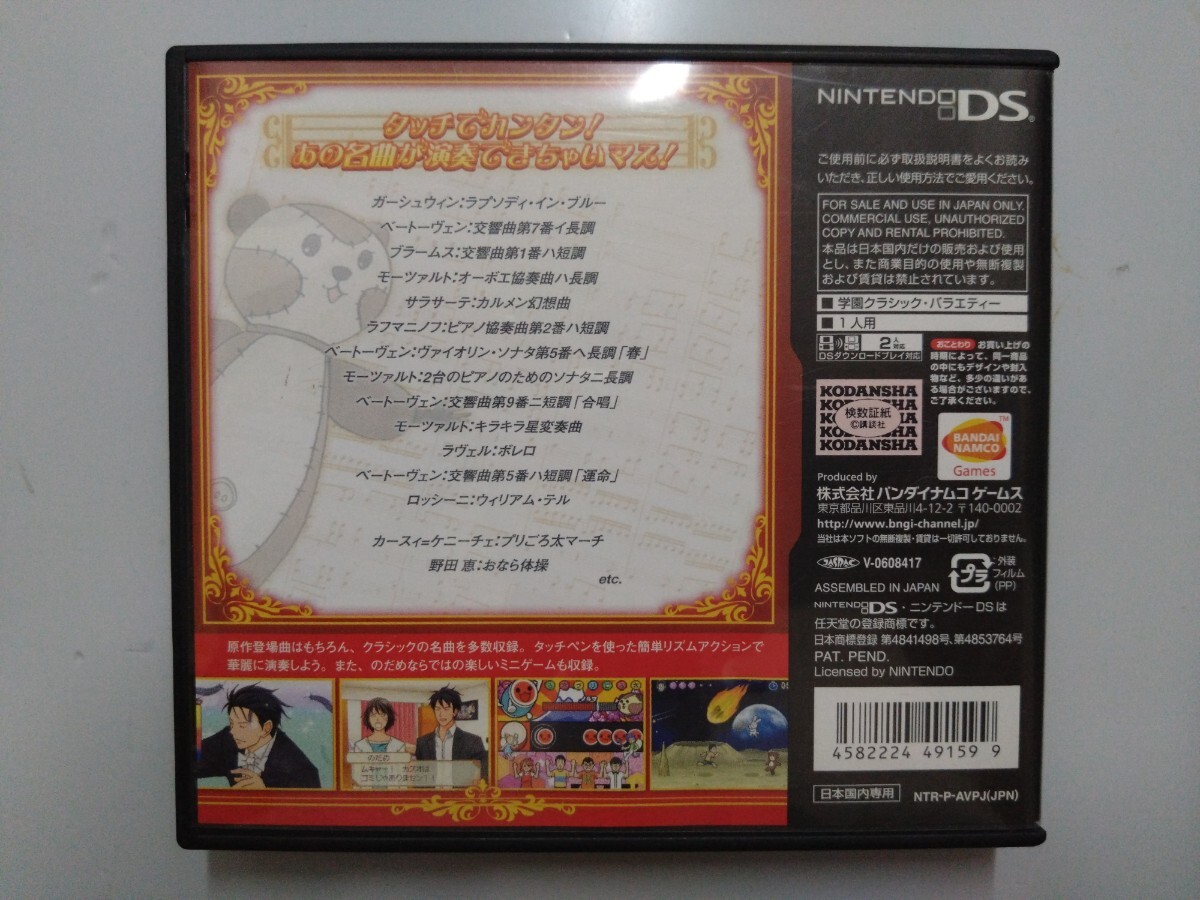 タッチでカンタン!
あの名曲が演奏できちゃいマス!
ガーシュウィン:ラプソディ・イン・ブルー
ベートーヴェン:交響曲第7番イ長調
ブラームス:交響曲第1番ハ短調
モーツァルト:オーボエ協奏曲ハ長調
サラサーテ:カルメン幻想曲
ラフマニノフ:ピアノ協奏曲第2番ハ短調
ベートーヴェン:ヴァイオリン・ソナタ第5番ヘ長調「春」
モーツァルト:2台のピアノのためのソナタニ長調
ベートーヴェン:交響曲第9番ニ短調「合唱」
モーツァルト:キラキラ星変奏曲
ラヴェル:ボレロ
ベートーヴェン:交響曲第5番ハ短調「運命」
ロッシーニ:ウィリアム・テル
カースィ=ケニーチェ:プリごろ太マーチ
野田 恵:おなら体操
etc.
原作登場曲はもちろん、クラシックの名曲を多数収録。タッチペンを使った簡単リズムアクションで
華麗に演奏しよう。また、のだめならではの楽しいミニゲームも収録。
のだめ
ムキャー! カズオは
ゴミじゃありません!!
NINTENDO DS®
ご使用前に必ず取扱説明書をよくお読み
いただき、正しい使用方法でご愛用ください。
FOR SALE AND USE IN JAPAN ONLY.
COMMERCIAL USE, UNAUTHORIZED
COPY AND RENTAL PROHIBITED.
本品は日本国内だけの販売および使用
とし、また商業目的の使用や無断複製
および賃貸は禁止されています。
■ 学園クラシック・バラエティー
■ 1人用
2人対応
DSダウンロードプレイ対応
おことわり お買い上げの
時期によって、同一商品
の中にもデザインや封入
物など、多少の違いがあ
る場合がございますので、
ご了承ください。
KODANSHA
検数証紙
©講談社
KODANSHA
BANDAI
NAMCO
Games
TM
Produced by
株式会社バンダイナムコ ゲームス
東京都品川区東品川4-12-2 〒140-0002
http://www.bngi-channel.jp/
当社は本ソフトの無断複製・賃貸は一切許可しておりません。
JASRAC V-0608417
ASSEMBLED IN JAPAN
プラ
:外装
フィルム
(PP)
NINTENDO DS・ニンテンドーDSは
任天堂の登録商標です。
日本商標登録 第4841498号、第4853764号
PAT. PEND.
Licensed by NINTENDO
4582224 49159 9
日本国内専用
NTR-P-AVPJ(JPN)